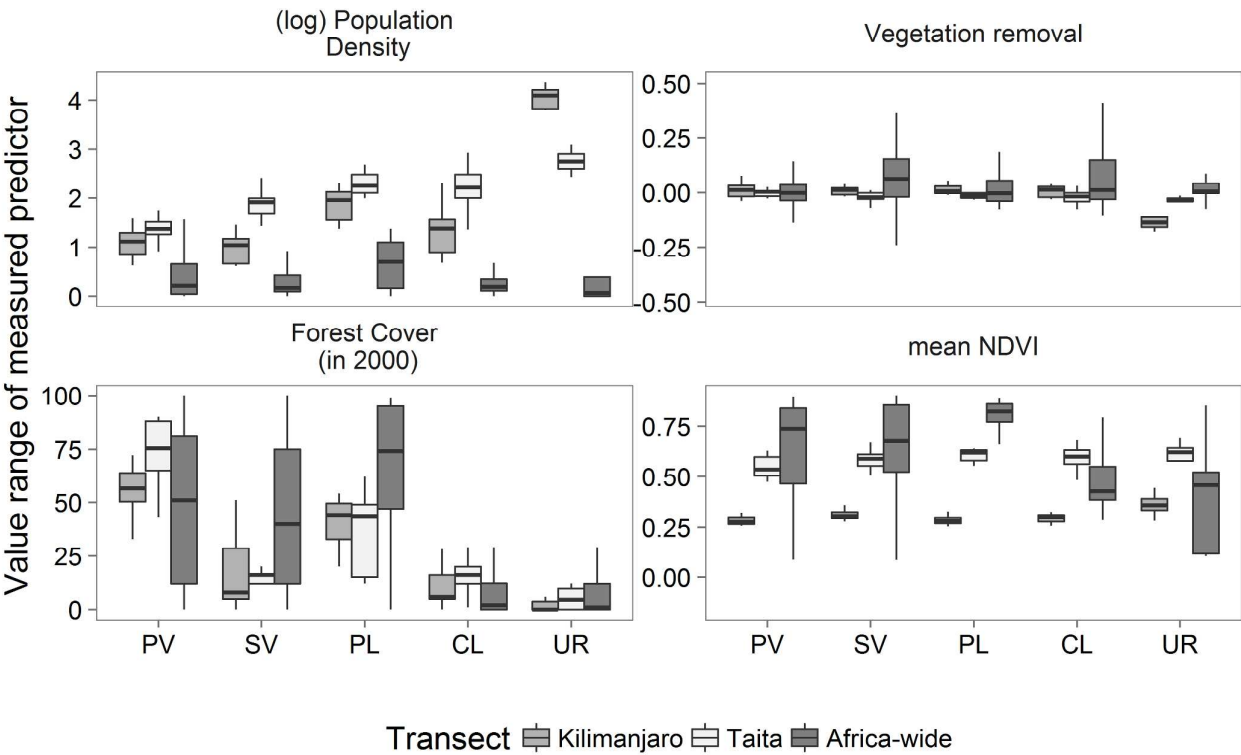 (log) Population
Density
Vegetation removal
4
3
2
1
0
0.50
0.25
0.00
-0.25
-0.50
Value range of measured predictor
Forest Cover
(in 2000)
mean NDVI
100
75
50
25
0
0.75
0.50
0.25
0.00
PV SV PL CL UR
PV SV PL CL UR
Transect Kilimanjaro Taita Africa-wide